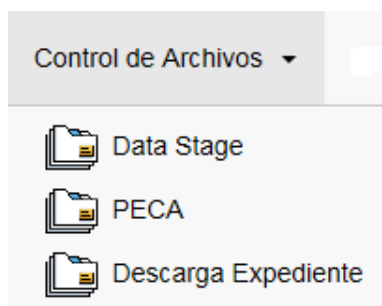 Control de Archivos
Data Stage
PECA
Descarga Expediente